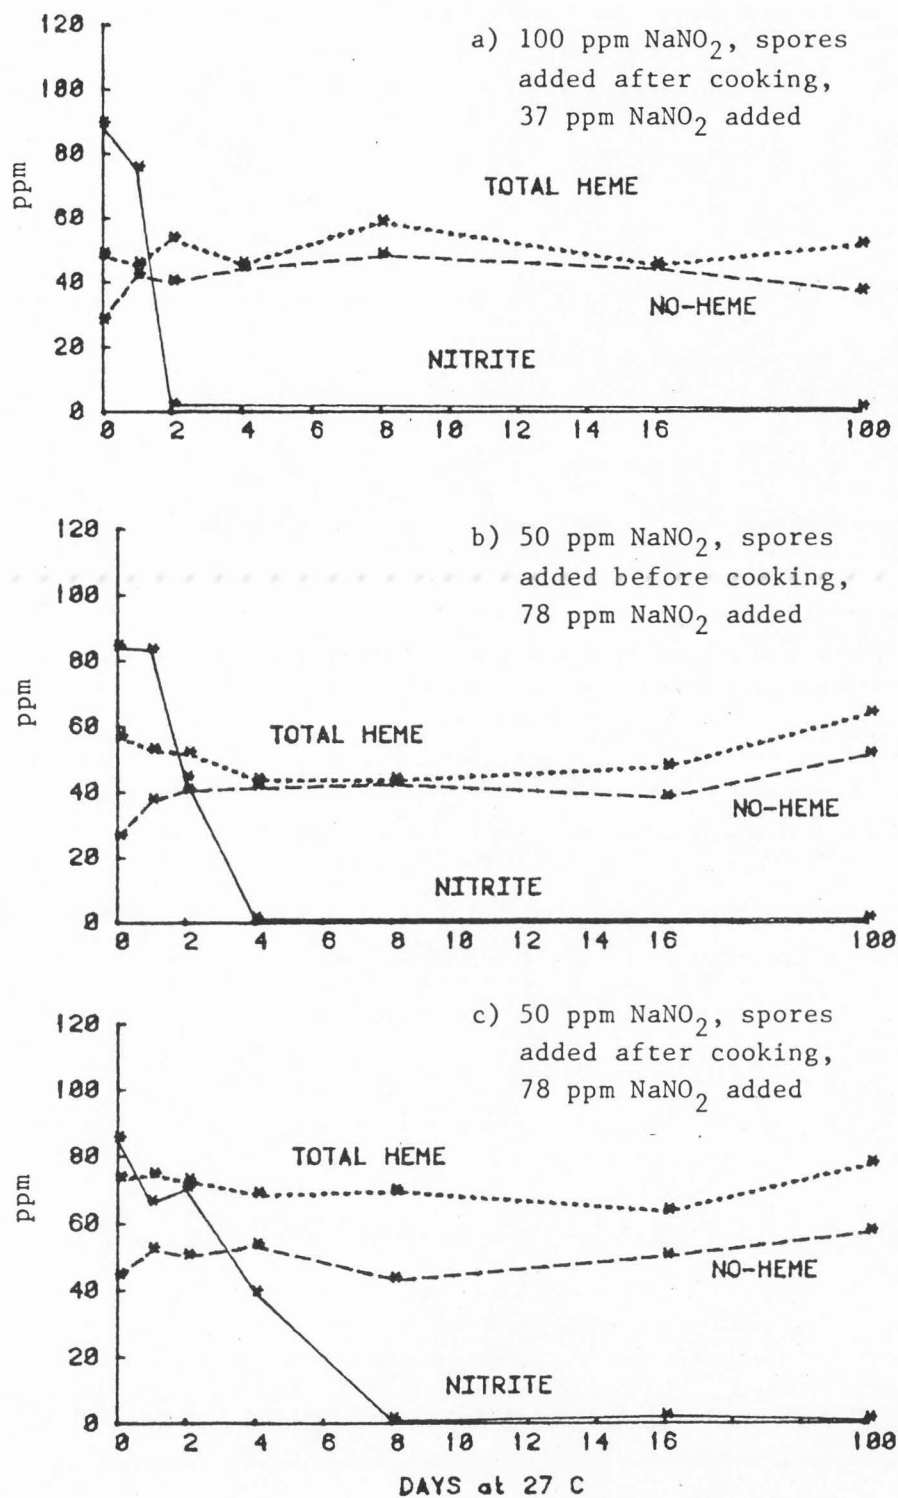 120
a) 100 ppm NaNO2, spores
added after cooking,
37 ppm NaNO2 added
100
80
ppm
TOTAL HEME
60
40
NO-HEME
NITRITE
20
0
0 2 4 6 8 10 12 14 16 100
120
b) 50 ppm NaNO2, spores
added before cooking,
78 ppm NaNO2 added
100
80
ppm
60
TOTAL HEME
40
NO-HEME
20
NITRITE
0
0 2 4 6 8 10 12 14 16 100
120
c) 50 ppm NaNO2, spores
added after cooking,
78 ppm NaNO2 added
100
80
TOTAL HEME
ppm
60
NO-HEME
40
20
NITRITE
0
0 2 4 6 8 10 12 14 16 100
DAYS at 27 C